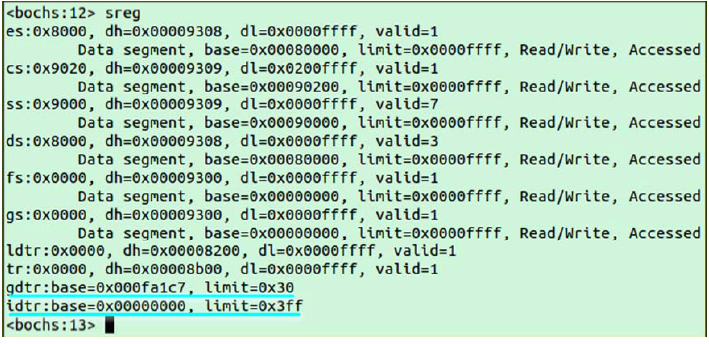 <bochs:12> sreg
es:0x8000, dh=0x00009308, dl=0x0000ffff, valid=1
Data segment, base=0x00080000, limit=0x0000ffff, Read/Write, Accessed
cs:0x9020, dh=0x00009309, dl=0x0200ffff, valid=1
Data segment, base=0x00090200, limit=0x0000ffff, Read/Write, Accessed
ss:0x9000, dh=0x00009309, dl=0x0000ffff, valid=7
Data segment, base=0x00090000, limit=0x0000ffff, Read/Write, Accessed
ds:0x8000, dh=0x00009308, dl=0x0000ffff, valid=3
Data segment, base=0x00080000, limit=0x0000ffff, Read/Write, Accessed
fs:0x0000, dh=0x00009300, dl=0x0000ffff, valid=1
Data segment, base=0x00000000, limit=0x0000ffff, Read/Write, Accessed
gs:0x0000, dh=0x00009300, dl=0x0000ffff, valid=1
Data segment, base=0x00000000, limit=0x0000ffff, Read/Write, Accessed
ldtr:0x0000, dh=0x00008200, dl=0x0000ffff, valid=1
tr:0x0000, dh=0x00008b00, dl=0x0000ffff, valid=1
gdtr:base=0x000fa1c7, limit=0x30
idtr:base=0x00000000, limit=0x3ff
<bochs:13>